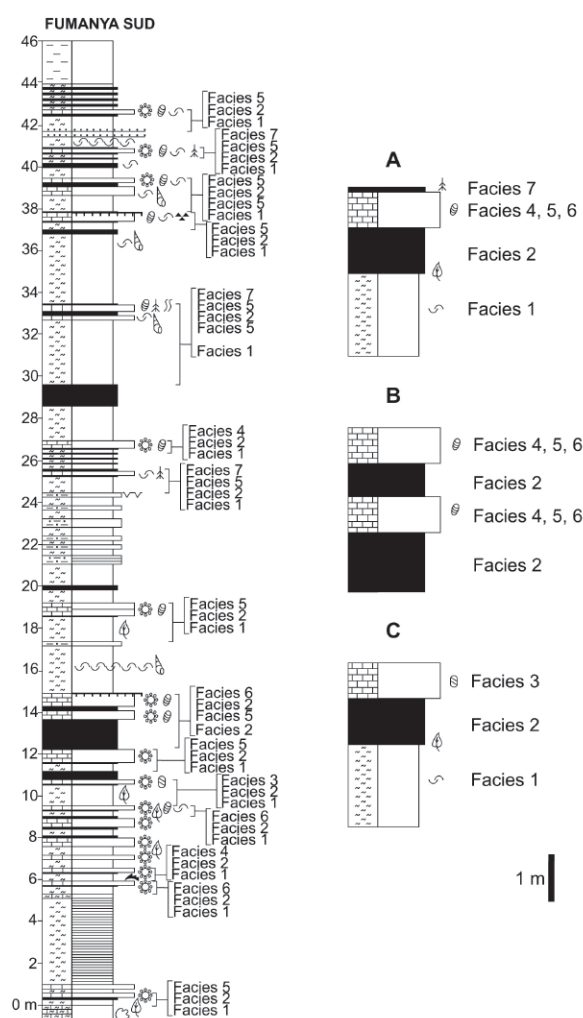 FUMANYA SUD
46
44
42
40
38
36
34
32
30
28
26
24
22
20
18
16
14
12
10
8
6
4
2
0 m
Facies 5
Facies 2
Facies 1
Facies 7
Facies 5
Facies 2
Facies 1
Facies 5
Facies 2
Facies 5
Facies 1
Facies 5
Facies 2
Facies 1
Facies 7
Facies 5
Facies 2
Facies 5
Facies 1
Facies 4
Facies 2
Facies 1
Facies 7
Facies 5
Facies 2
Facies 1
Facies 5
Facies 2
Facies 1
Facies 6
Facies 2
Facies 5
Facies 2
Facies 5
Facies 2
Facies 1
Facies 3
Facies 2
Facies 1
Facies 6
Facies 2
Facies 1
Facies 4
Facies 2
Facies 1
Facies 6
Facies 2
Facies 1
Facies 5
Facies 2
Facies 1
A
Facies 7
Facies 4, 5, 6
Facies 2
Facies 1
B
Facies 4, 5, 6
Facies 2
Facies 4, 5, 6
Facies 2
C
Facies 3
Facies 2
Facies 1
1 m